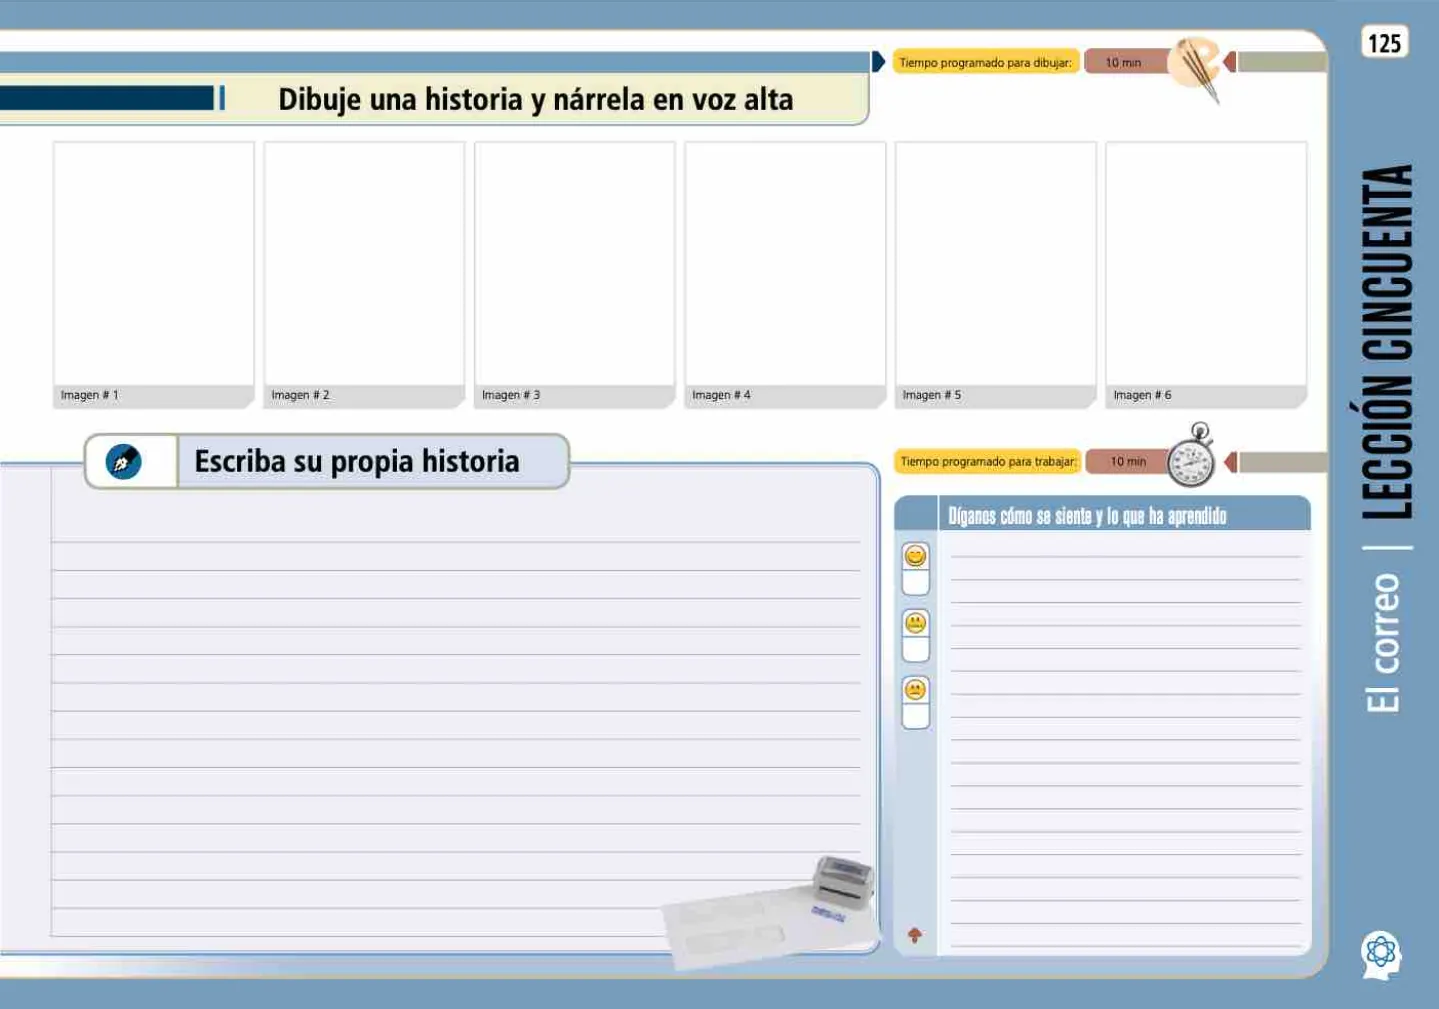 125
Tiempo programado para dibujar:
10 min
Dibuje una historia y nárrela en voz alta
Imagen # 1
Imagen # 2
Imagen # 3
Imagen # 4
Imagen # 5
Imagen # 6
Escriba su propia historia
Tiempo programado para trabajar:
10 min
Díganos cómo se siente y lo que ha aprendido
El correo | LECCIÓN CINCUENTA